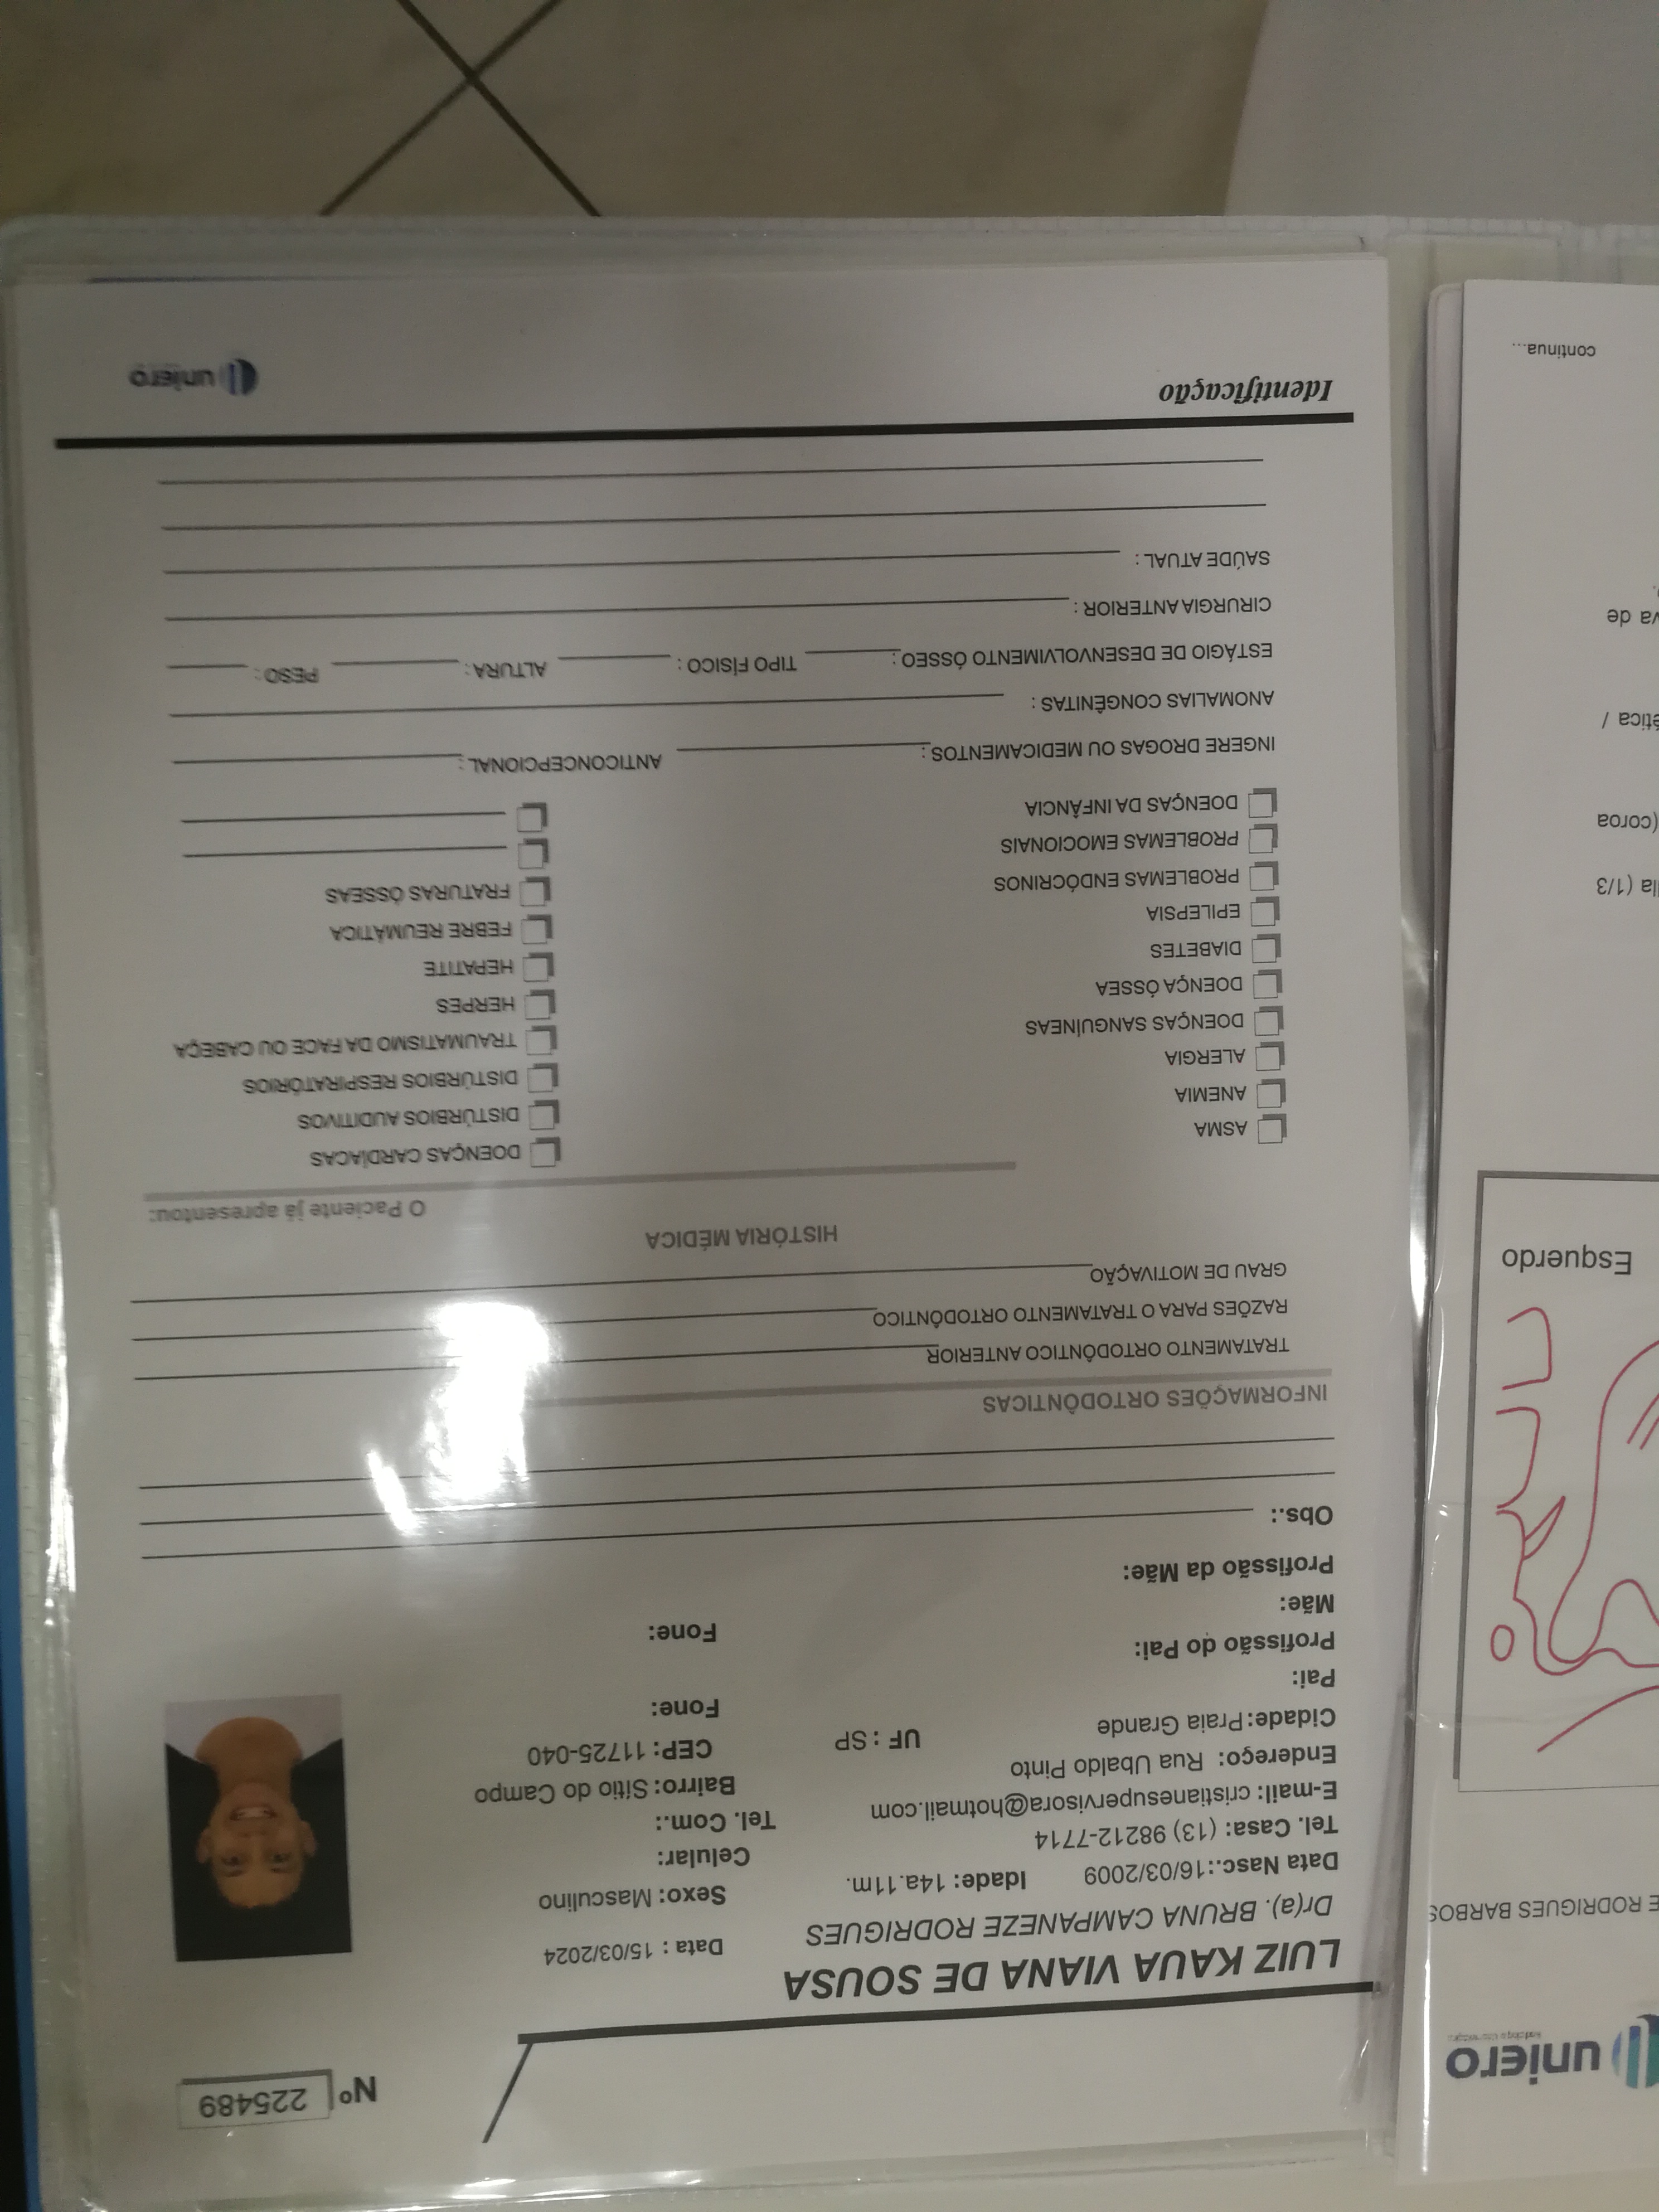 Nº 225489
LUIZ KAUA VIANA DE SOUSA
Data : 15/03/2024
Dr(a). BRUNA CAMPANEZE RODRIGUES
Data Nasc.:16/03/2009 Idade: 14a.11m. Sexo: Masculino
Tel. Casa: (13) 98212-7714 Celular:
E-mail: cristianesupervisora@hotmail.com Tel. Com.:
Endereço: Rua Ubaldo Pinto Bairro: Sítio do Campo
Cidade: Praia Grande UF : SP CEP: 11725-040
Pai: Fone:
Profissão do Pai:
Mãe: Fone:
Profissão da Mãe:
Obs.:
INFORMAÇÕES ORTODÔNTICAS
TRATAMENTO ORTODÔNTICO ANTERIOR
RAZÕES PARA O TRATAMENTO ORTODÔNTICO
GRAU DE MOTIVAÇÃO
HISTÓRIA MÉDICA
O Paciente já apresentou:
ASMA DOENÇAS CARDÍACAS
ANEMIA DISTÚRBIOS AUDITIVOS
ALERGIA DISTÚRBIOS RESPIRATÓRIOS
DOENÇAS SANGUÍNEAS TRAUMATISMO DA FACE OU CABEÇA
DOENÇA ÓSSEA HERPES
DIABETES HEPATITE
EPILEPSIA FEBRE REUMÁTICA
PROBLEMAS ENDÓCRINOS FRATURAS ÓSSEAS
PROBLEMAS EMOCIONAIS
DOENÇAS DA INFÂNCIA
INGERE DROGAS OU MEDICAMENTOS: ANTICONCEPCIONAL:
ANOMALIAS CONGÊNITAS :
ESTÁGIO DE DESENVOLVIMENTO ÓSSEO: TIPO FÍSICO : ALTURA : PESO :
CIRURGIA ANTERIOR :
SAÚDE ATUAL :
Identificação
uniero
uniero
RODRIGUES BARBOS
Esquerdo
(1/3
(coroa
/
de
continua...